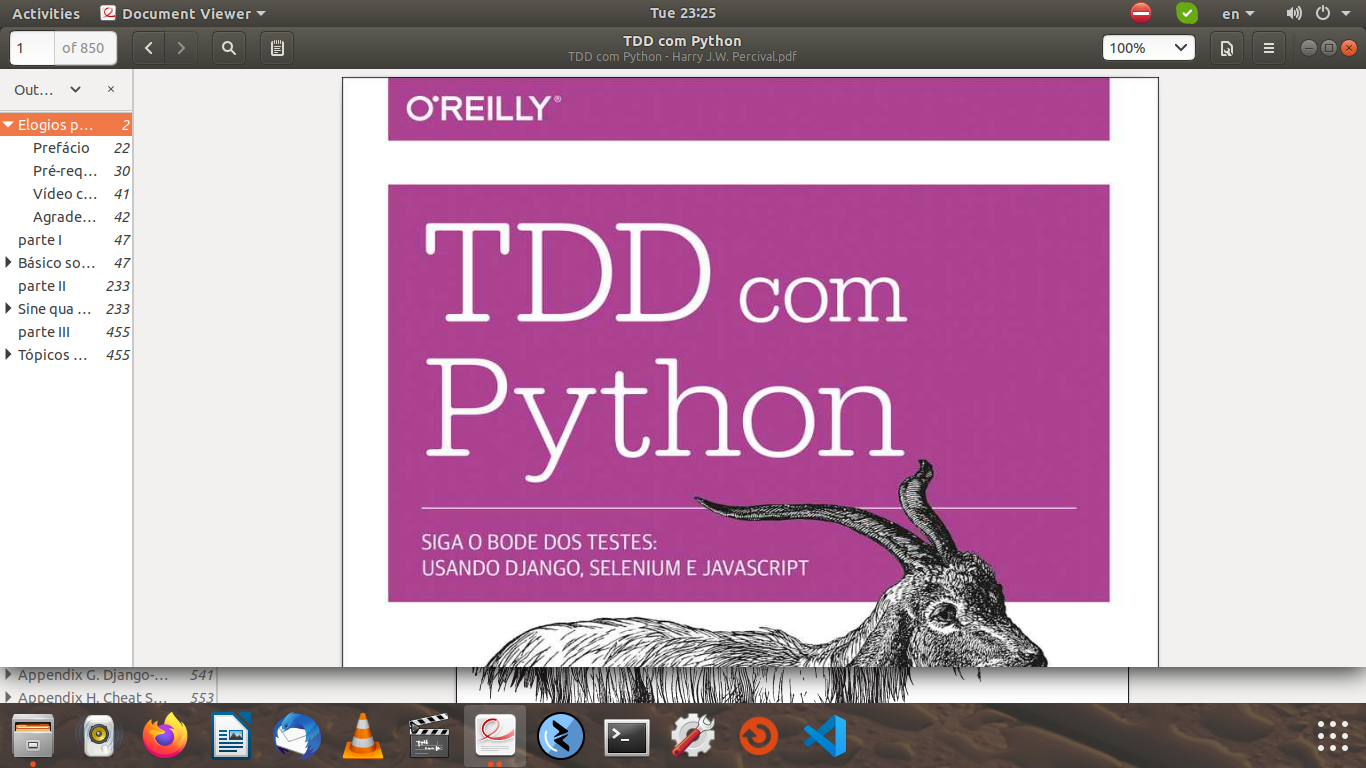 Activities Document Viewer Tue 23:25 en
1 of 850 TDD com Python 100%
TDD com Python - Harry J.W. Percival.pdf
Out...
Elogios p... 2
Prefácio 22
Pré-req... 30
Vídeo c... 41
Agrade... 42
parte I 47
Básico so... 47
parte II 233
Sine qua ... 233
parte III 455
Tópicos ... 455
O'REILLY®
TDD com
Python
SIGA O BODE DOS TESTES:
USANDO DJANGO, SELENIUM E JAVASCRIPT
Appendix G. Django-... 541
Appendix H. Cheat S... 553